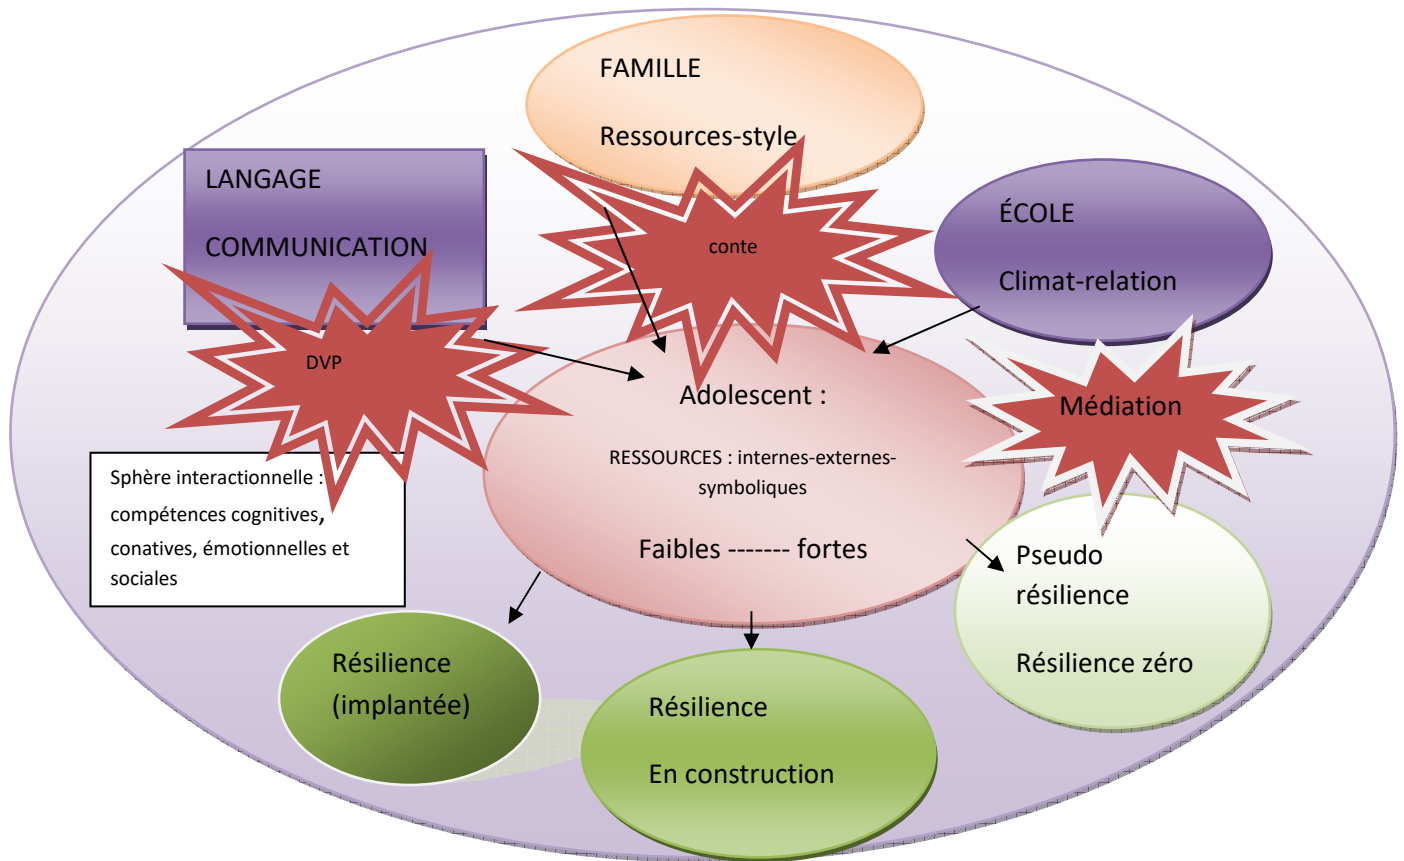 FAMILLE
Ressources-style
LANGAGE
COMMUNICATION
ÉCOLE
Climat-relation
conte
DVP
Médiation
Adolescent :
RESSOURCES : internes-externes-
symboliques
Faibles ------- fortes
Sphère interactionnelle :
compétences cognitives,
conatives, émotionnelles et
sociales
Pseudo
résilience
Résilience zéro
Résilience
(implantée)
Résilience
En construction